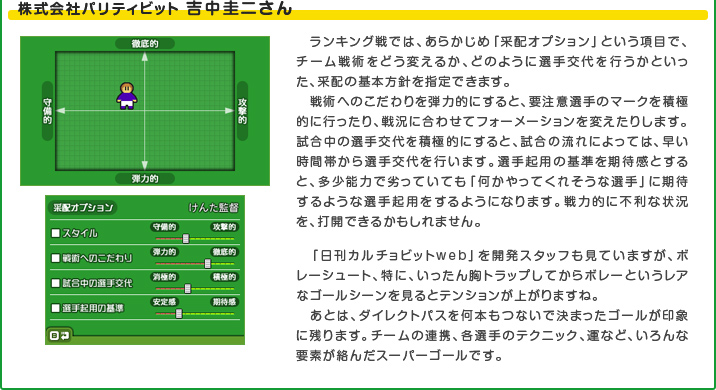 株式会社パリティビット 吉中圭二さん
徹底的
守備的
攻撃的
弾力的
采配オプション けんた監督
スタイル 守備的 攻撃的
戦術へのこだわり 弾力的 徹底的
試合中の選手交代 消極的 積極的
選手起用の基準 安定感 期待感
B
ランキング戦では、あらかじめ「采配オプション」という項目で、
チーム戦術をどう変えるか、どのように選手交代を行うかといっ
た、采配の基本方針を指定できます。
戦術へのこだわりを弾力的にすると、要注意選手のマークを積極
的に行ったり、戦況に合わせてフォーメーションを変えたりします。
試合中の選手交代を積極的にすると、試合の流れによっては、早い
時間帯から選手交代を行います。選手起用の基準を期待感とする
と、多少能力で劣っていても「何かやってくれそうな選手」に期待
するような選手起用をするようになります。戦力的に不利な状況
を、打開できるかもしれません。
「日刊カルチョビットweb」を開発スタッフも見ていますが、ボ
レーシュート、特に、いったん胸トラップしてからボレーというレア
なゴールシーンを見るとテンションが上がりますね。
あとは、ダイレクトパスを何本もつないで決まったゴールが印象
に残ります。チームの連携、各選手のテクニック、運など、いろんな
要素が絡んだスーパーゴールです。